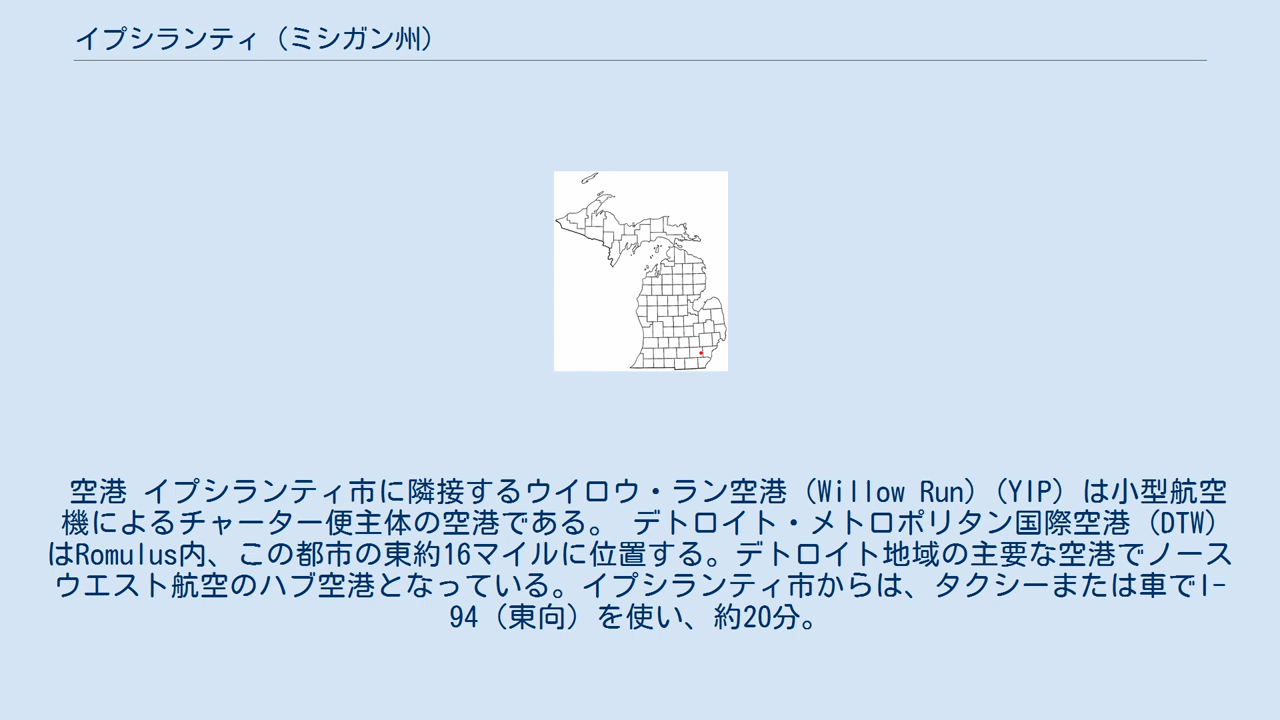 イプシランティ（ミシガン州）
空港 イプシランティ市に隣接するウイロウ・ラン空港（Willow Run）（YIP）は小型航空
機によるチャーター便主体の空港である。 デトロイト・メトロポリタン国際空港（DTW）
はRomulus内、この都市の東約16マイルに位置する。デトロイト地域の主要な空港でノース
ウエスト航空のハブ空港となっている。イプシランティ市からは、タクシーまたは車でI-
94（東向）を使い、約20分。